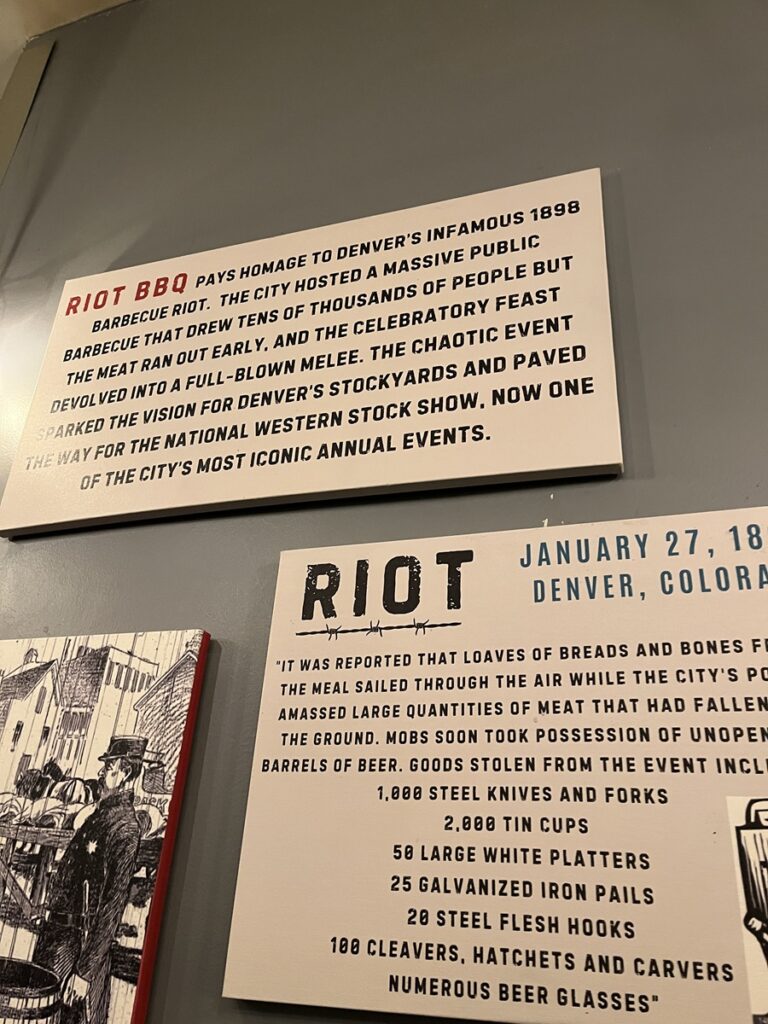 RIOT BBQ PAYS HOMAGE TO DENVER'S INFAMOUS 1898
BARBECUE RIOT. THE CITY HOSTED A MASSIVE PUBLIC
BARBECUE THAT DREW TENS OF THOUSANDS OF PEOPLE BUT
THE MEAT RAN OUT EARLY, AND THE CELEBRATORY FEAST
DEVOLVED INTO A FULL-BLOWN MELEE. THE CHAOTIC EVENT
SPARKED THE VISION FOR DENVER'S STOCKYARDS AND PAVED
THE WAY FOR THE NATIONAL WESTERN STOCK SHOW, NOW ONE
OF THE CITY'S MOST ICONIC ANNUAL EVENTS.
RIOT
JANUARY 27, 18
DENVER, COLORA
"IT WAS REPORTED THAT LOAVES OF BREADS AND BONES
THE MEAL SAILED THROUGH THE AIR WHILE THE CITY'S
AMASSED LARGE QUANTITIES OF MEAT THAT HAD FALLEN
THE GROUND. MOBS SOON TOOK POSSESSION OF UNOPEN
BARRELS OF BEER. GOODS STOLEN FROM THE EVENT INCL
1,000 STEEL KNIVES AND FORKS
2,000 TIN CUPS
50 LARGE WHITE PLATTERS
25 GALVANIZED IRON PAILS
20 STEEL FLESH HOOKS
100 CLEAVERS, HATCHETS AND CARVERS
NUMEROUS BEER GLASSES"